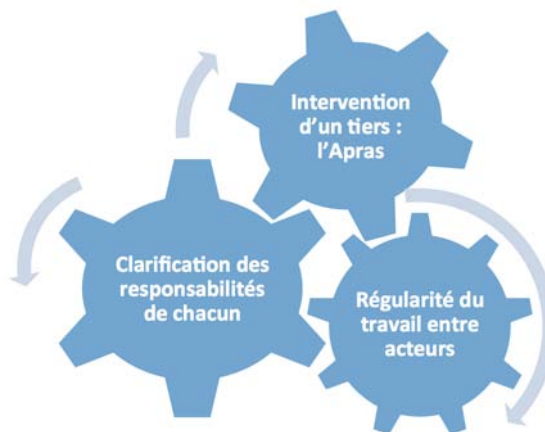 Intervention
d'un tiers :
l'Apras
Clarification des
responsabilités
de chacun
Régularité du
travail entre
acteurs